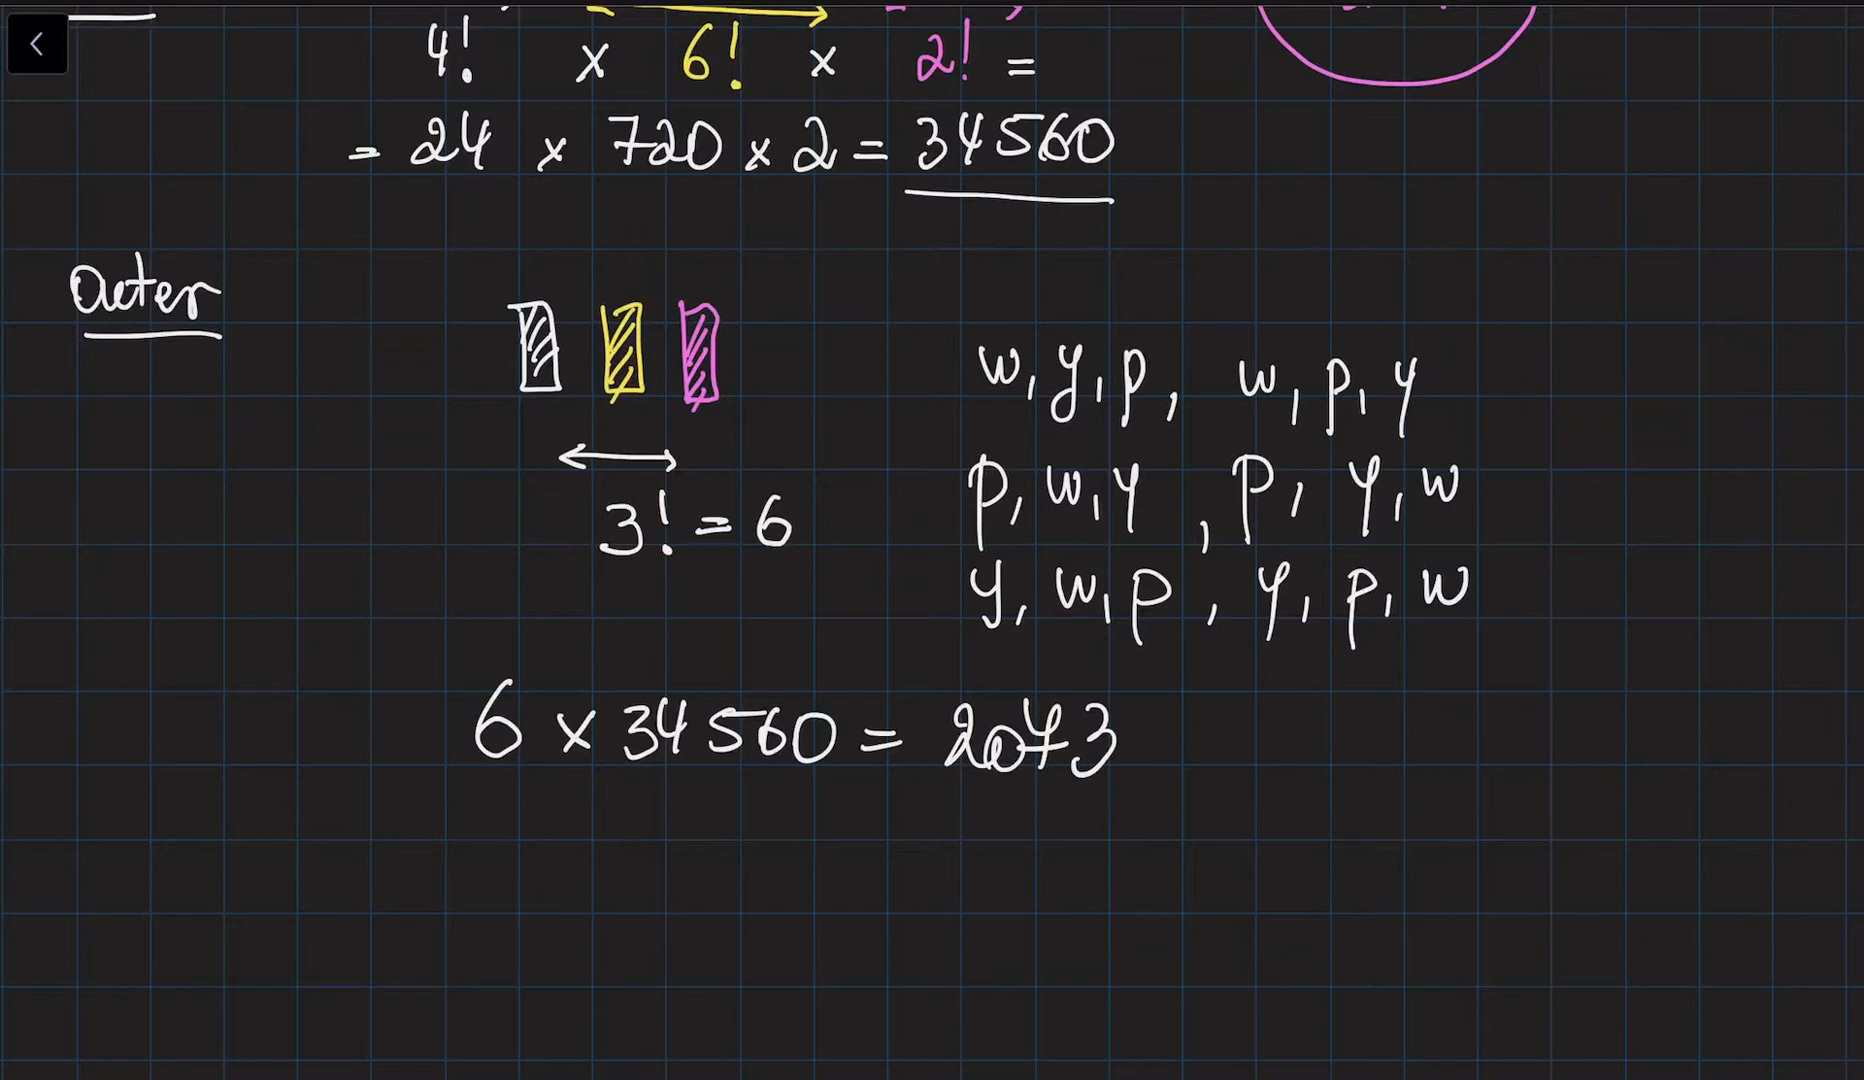 4! x 6! x 2! =
= 24 x 720 x 2 = 34560
Outer
w, y, p, w, p, y
p, w, y, p, y, w
3! = 6
y, w, p, y, p, w
6 x 34560 = 2073